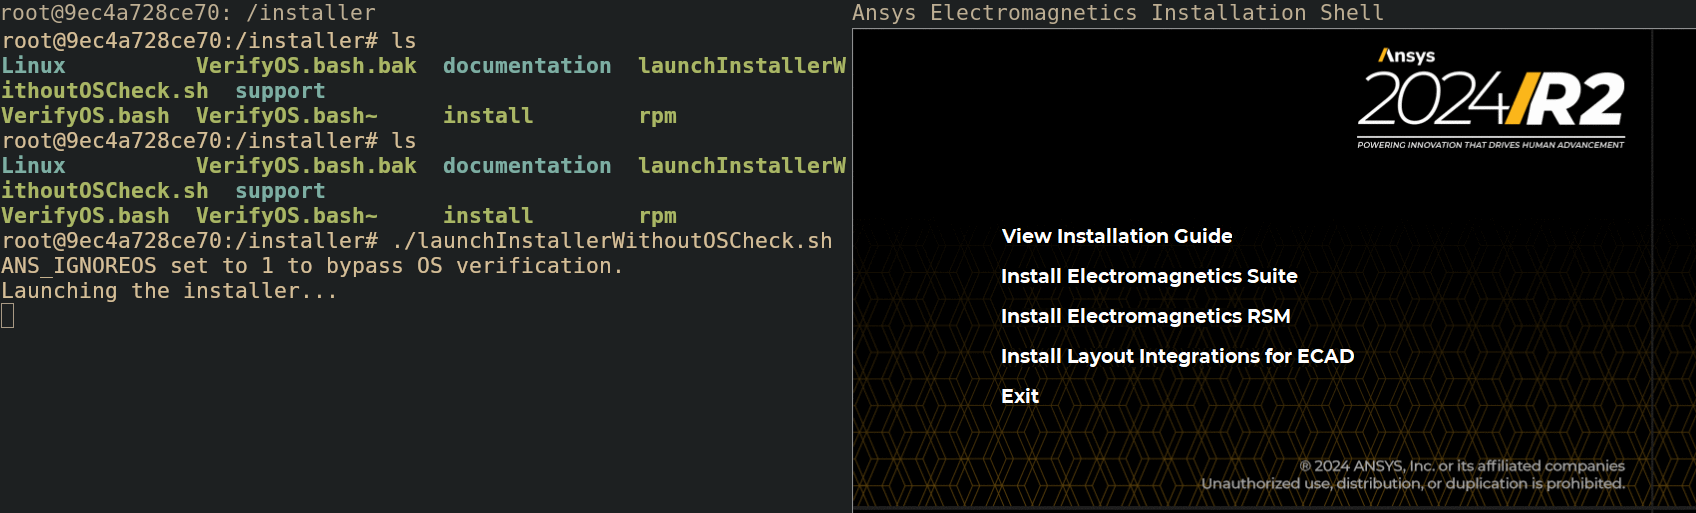 root@9ec4a728ce70: /installer
root@9ec4a728ce70:/installer# ls
Linux          VerifyOS.bash.bak  documentation  launchInstallerW
ithoutOSCheck.sh  support
VerifyOS.bash  VerifyOS.bash~     install        rpm
root@9ec4a728ce70:/installer# ls
Linux          VerifyOS.bash.bak  documentation  launchInstallerW
ithoutOSCheck.sh  support
VerifyOS.bash  VerifyOS.bash~     install        rpm
root@9ec4a728ce70:/installer# ./launchInstallerWithoutOSCheck.sh
ANS_IGNOREOS set to 1 to bypass OS verification.
Launching the installer...
Ansys Electromagnetics Installation Shell
Ansys
2024/R2
POWERING INNOVATION THAT DRIVES HUMAN ADVANCEMENT
View Installation Guide
Install Electromagnetics Suite
Install Electromagnetics RSM
Install Layout Integrations for ECAD
Exit
® 2024 ANSYS, Inc. or its affiliated companies
Unauthorized use, distribution, or duplication is prohibited.